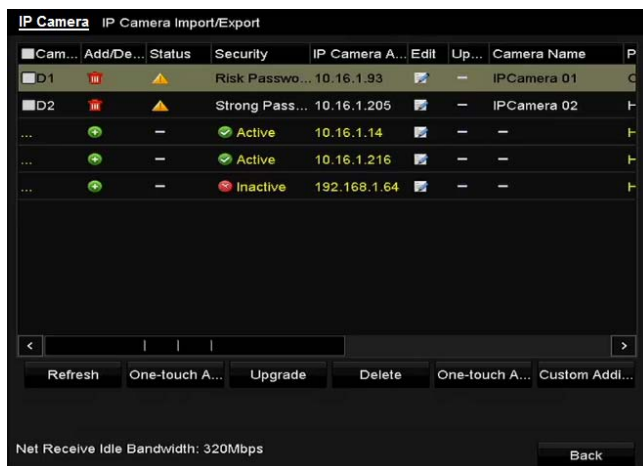 IP Camera IP Camera Import/Export
Cam... Add/De... Status Security IP Camera A... Edit Up... Camera Name P
D1 Risk Passwo... 10.16.1.93 – IPCamera 01
D2 Strong Pass... 10.16.1.205 – IPCamera 02 H
... – Active 10.16.1.14 – – H
... – Active 10.16.1.216 – – H
... – Inactive 192.168.1.64 – – H
Refresh One-touch A... Upgrade Delete One-touch A... Custom Addi...
Net Receive Idle Bandwidth: 320Mbps Back